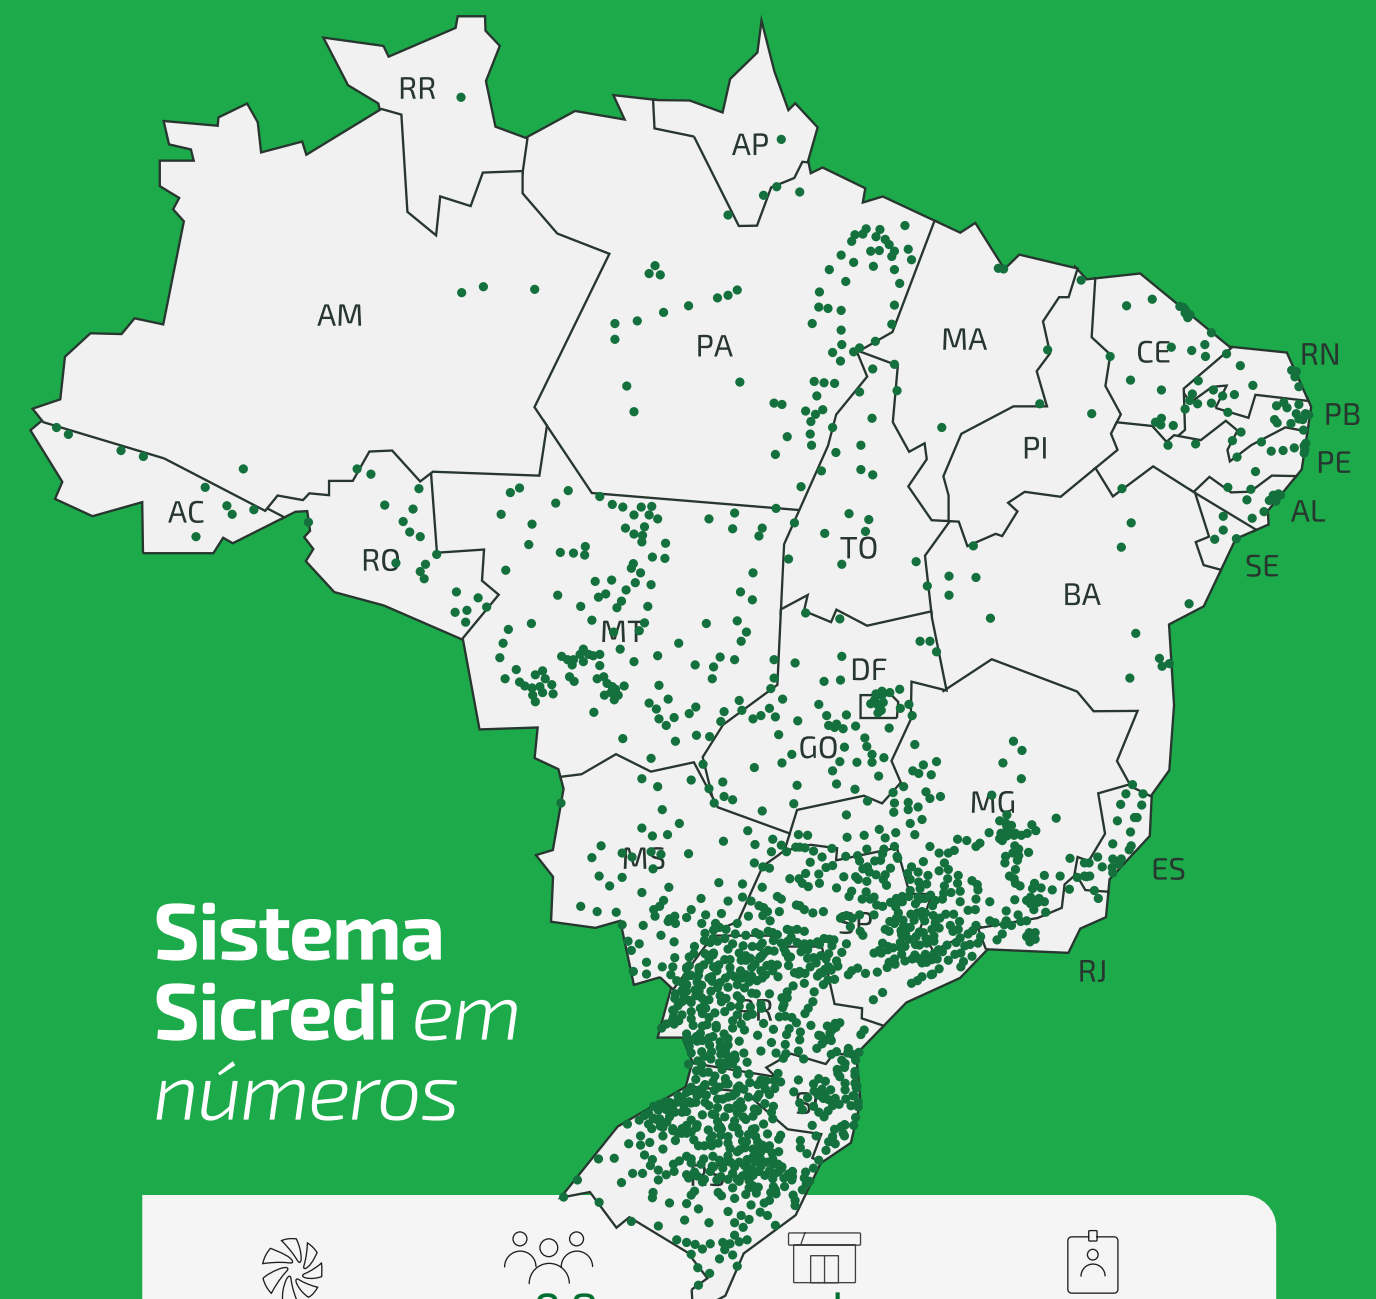 RR
AP
AM
PA
MA
CE
RN
PB
PI
PE
AC
AL
RO
TO
SE
BA
MT
DF
GO
MG
MS
ES
SP
RJ
PR
Sistema
Sicredi em
números